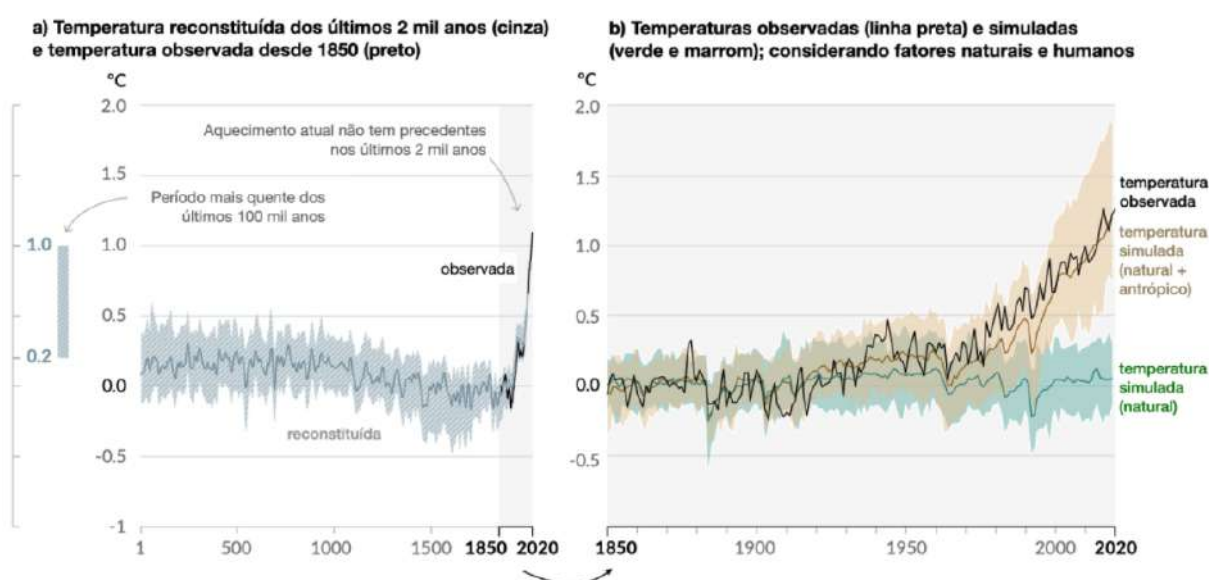 a) Temperatura reconstituída dos últimos 2 mil anos (cinza)
e temperatura observada desde 1850 (preto)
°C
2.0
1.5
1.0
0.5
0.0
-0.5
-1
Aquecimento atual não tem precedentes
nos últimos 2 mil anos
Período mais quente dos
últimos 100 mil anos
1.0
0.2
observada
reconstituída
1
500
1000
1500
1850
2020
b) Temperaturas observadas (linha preta) e simuladas
(verde e marrom); considerando fatores naturais e humanos
°C
2.0
1.5
1.0
0.5
0.0
-0.5
temperatura
observada
temperatura
simulada
(natural +
antrópico)
temperatura
simulada
(natural)
1850
1900
1950
2000
2020